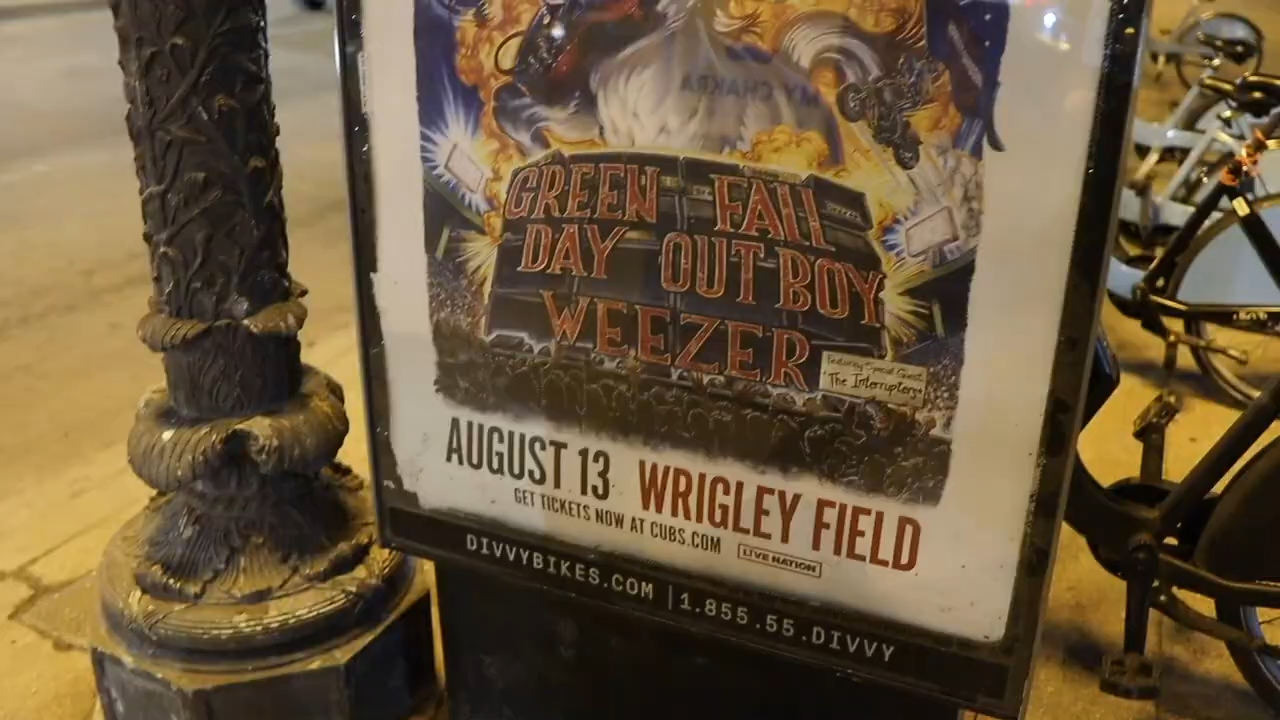 MY CHAKRA
GREEN FALL
DAY OUT BOY
WEEZER
Featuring Special Guest
"The Interrupters"
AUGUST 13 WRIGLEY FIELD
GET TICKETS NOW AT CUBS.COM
LIVE NATION
DIVVYBIKES.COM | 1.855.55.DIVVY